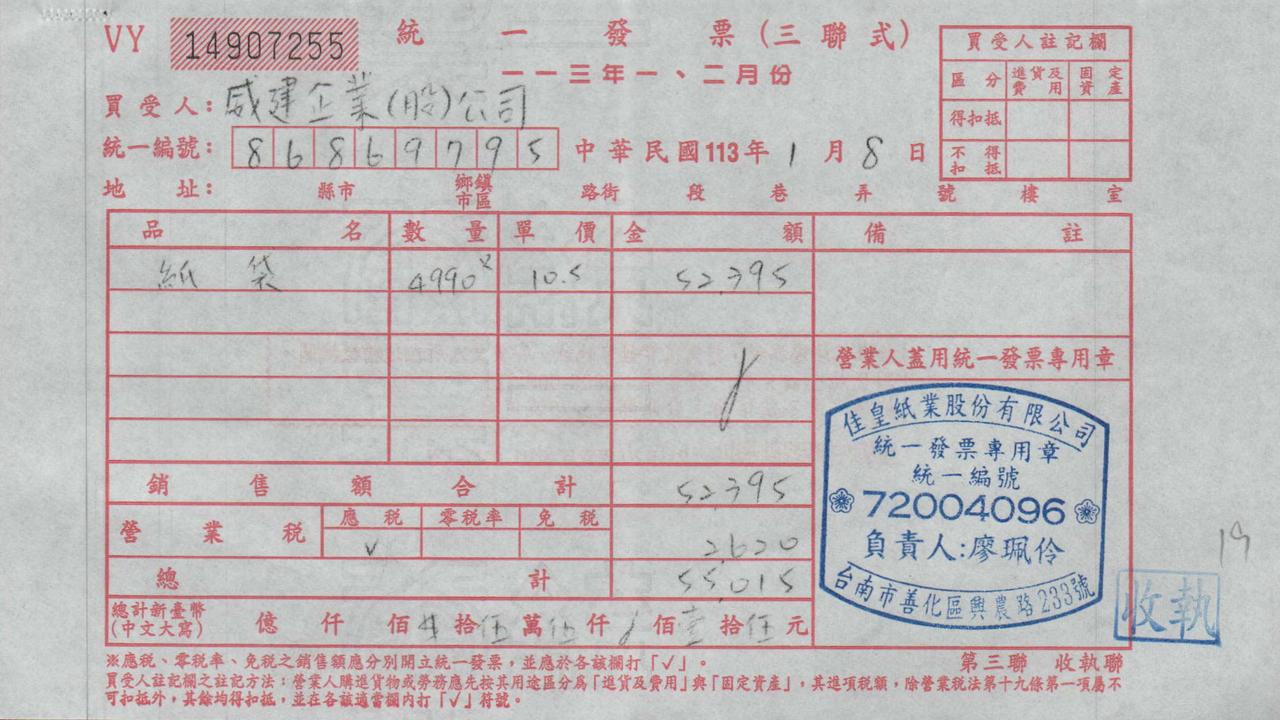 VY 14907255 統一發票(三聯式)
一一三年一、二月份
買受人註記欄
區分 進貨及費用 固定資產
得扣抵
不得扣抵
買受人：威建企業(股)公司
統一編號：86869795 中華民國113年1月8日
地址： 縣市 鄉鎮市區 路街 段 巷 弄 號 樓 室
品名 數量 單價 金額 備註
紙袋 4990 10.5 52,395
營業人蓋用統一發票專用章
佳皇紙業股份有限公司
統一發票專用章
統一編號
72004096
負責人:廖珮伶
台南市善化區興農路233號
銷售額合計 52,395
營業稅 應稅 零稅率 免稅
√ 2,620
總計 55,015
總計新臺幣(中文大寫) 億 仟 佰 拾伍萬伍仟 佰壹拾伍元
19
收執
※應稅、零稅率、免稅之銷售額應分別開立統一發票，並應於各該欄打「√」。
第三聯 收執聯
買受人註記欄之註記方法：營業人購進貨物或勞務應先按其用途區分為「進貨及費用」與「固定資產」，其進項稅額，除營業稅法第十九條第一項屬不
可扣抵外，其餘均得扣抵，並在各該適當欄內打「√」符號。